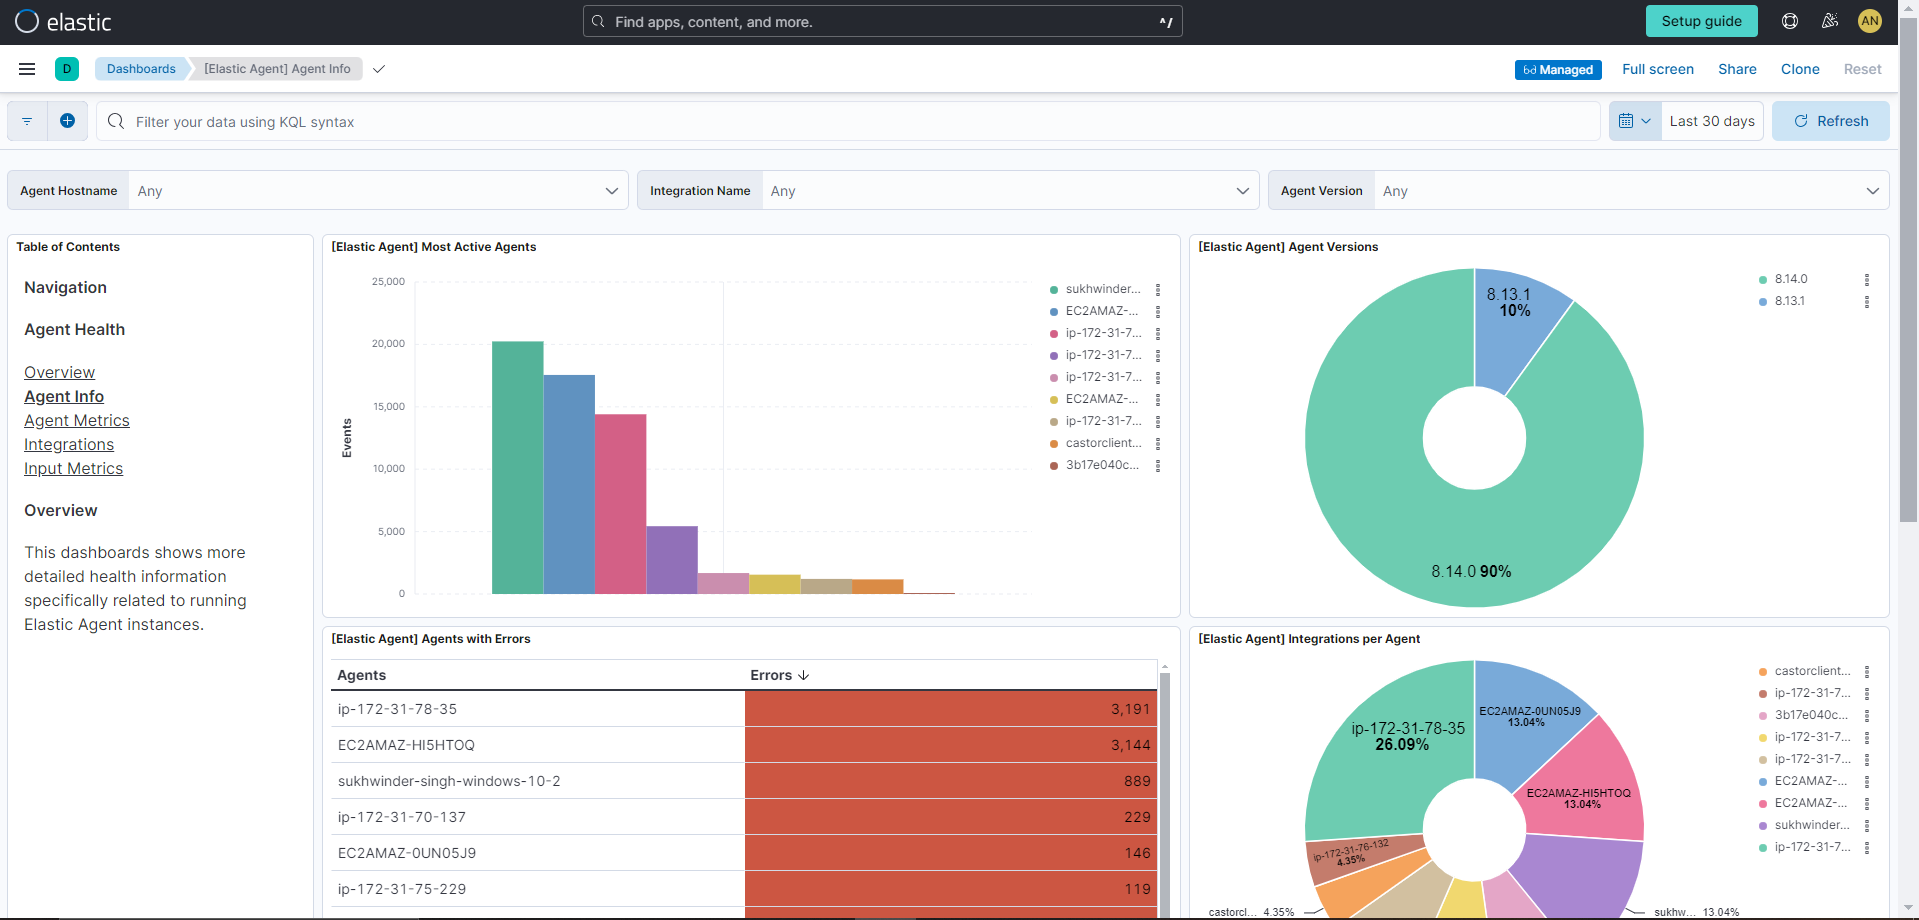 elastic
Find apps, content, and more.
^/
Setup guide
AN
D
Dashboards
[Elastic Agent] Agent Info
Managed
Full screen
Share
Clone
Reset
Filter your data using KQL syntax
Last 30 days
Refresh
Agent Hostname
Any
Integration Name
Any
Agent Version
Any
Table of Contents
Navigation
Agent Health
Overview
Agent Info
Agent Metrics
Integrations
Input Metrics
Overview
This dashboards shows more
detailed health information
specifically related to running
Elastic Agent instances.
[Elastic Agent] Most Active Agents
Events
25,000
20,000
15,000
10,000
5,000
0
sukhwinder...
EC2AMAZ-...
ip-172-31-7...
ip-172-31-7...
ip-172-31-7...
EC2AMAZ-...
ip-172-31-7...
castorclient...
3b17e040c...
[Elastic Agent] Agent Versions
8.13.1
10%
8.14.0 90%
8.14.0
8.13.1
[Elastic Agent] Agents with Errors
Agents Errors
ip-172-31-78-35 3,191
EC2AMAZ-HI5HTOQ 3,144
sukhwinder-singh-windows-10-2 889
ip-172-31-70-137 229
EC2AMAZ-0UN05J9 146
ip-172-31-75-229 119
[Elastic Agent] Integrations per Agent
ip-172-31-78-35
26.09%
EC2AMAZ-0UN05J9
13.04%
EC2AMAZ-HI5HTOQ
13.04%
ip-172-31-76-132
4.35%
castorcl... 4.35%
sukhw... 13.04%
castorclient...
ip-172-31-7...
3b17e040c...
ip-172-31-7...
ip-172-31-7...
EC2AMAZ-...
EC2AMAZ-...
sukhwinder...
ip-172-31-7...